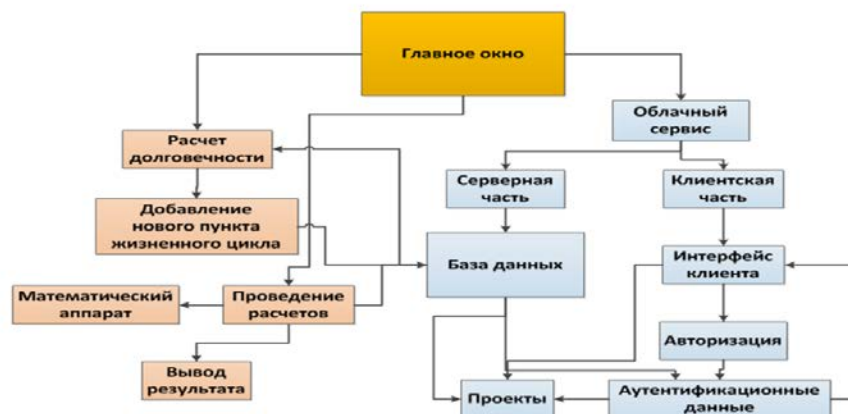 Главное окно
Облачный
сервис
Расчет
долговечности
Серверная
часть
Клиентская
часть
Добавление
нового пункта
жизненного цикла
База данных
Интерфейс
клиента
Математический
аппарат
Проведение
расчетов
Авторизация
Вывод
результата
Проекты
Аутентификационные
данные